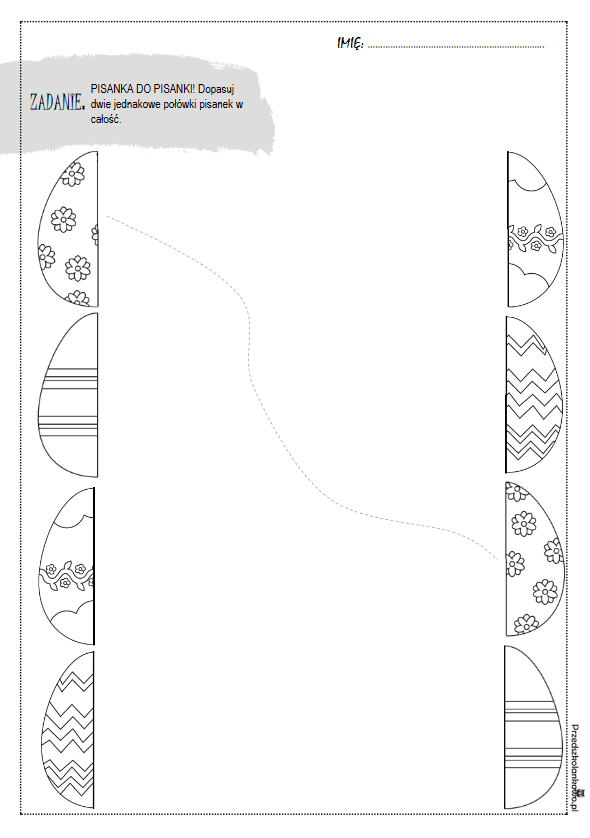 IMIĘ: ................................................................
ZADANIE.
PISANKA DO PISANKI! Dopasuj
dwie jednakowe połówki pisanek w
całość.
Przedszkolankowo.pl